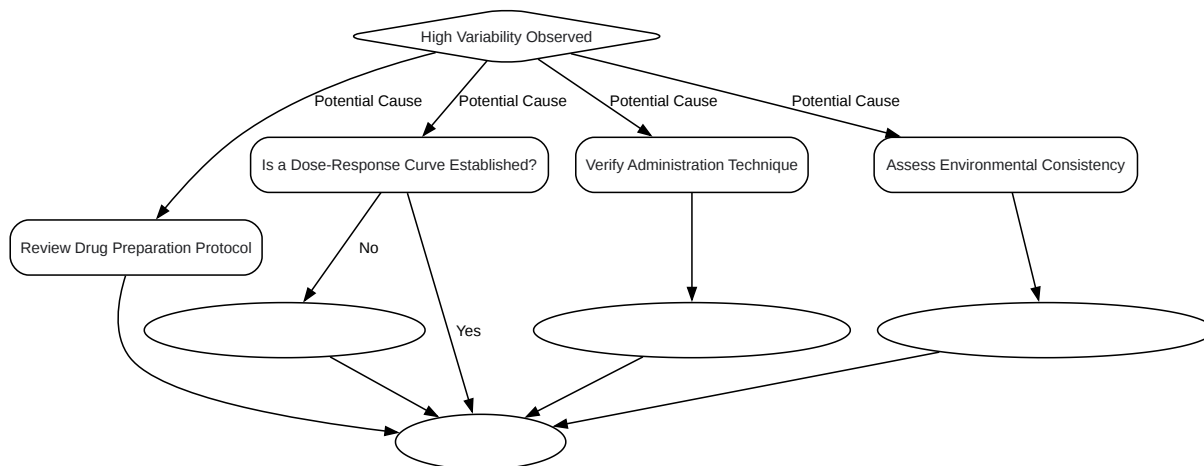 High Variability Observed
Potential Cause
Potential Cause
Potential Cause
Potential Cause
Is a Dose-Response Curve Established?
Verify Administration Technique
Assess Environmental Consistency
Review Drug Preparation Protocol
No
Yes